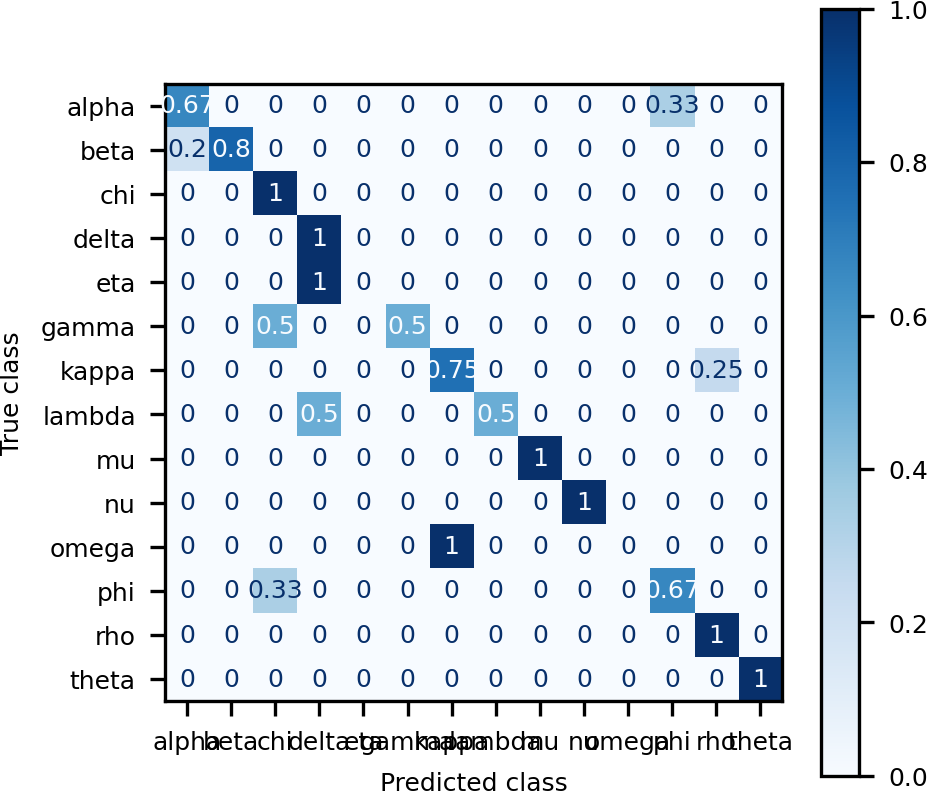 1.0
alpha 0.67 0 0 0 0 0 0 0 0 0 0 0.33 0 0
beta 0.2 0.8 0 0 0 0 0 0 0 0 0 0 0 0
0.8
chi 0 0 1 0 0 0 0 0 0 0 0 0 0 0
delta 0 0 0 1 0 0 0 0 0 0 0 0 0 0
eta 0 0 0 1 0 0 0 0 0 0 0 0 0 0
0.6
gamma 0 0 0.5 0 0 0.5 0 0 0 0 0 0 0 0
True class
kappa 0 0 0 0 0 0 0.75 0 0 0 0 0 0.25 0
lambda 0 0 0 0.5 0 0 0 0.5 0 0 0 0 0 0
mu 0 0 0 0 0 0 0 0 1 0 0 0 0 0
0.4
nu 0 0 0 0 0 0 0 0 0 1 0 0 0 0
omega 0 0 0 0 0 0 1 0 0 0 0 0 0 0
phi 0 0 0.33 0 0 0 0 0 0 0 0 0.67 0 0
0.2
rho 0 0 0 0 0 0 0 0 0 0 0 0 1 0
theta 0 0 0 0 0 0 0 0 0 0 0 0 0 1
alpha beta chi delta eta gamma kappa lambda mu nu omega phi rho theta
0.0
Predicted class